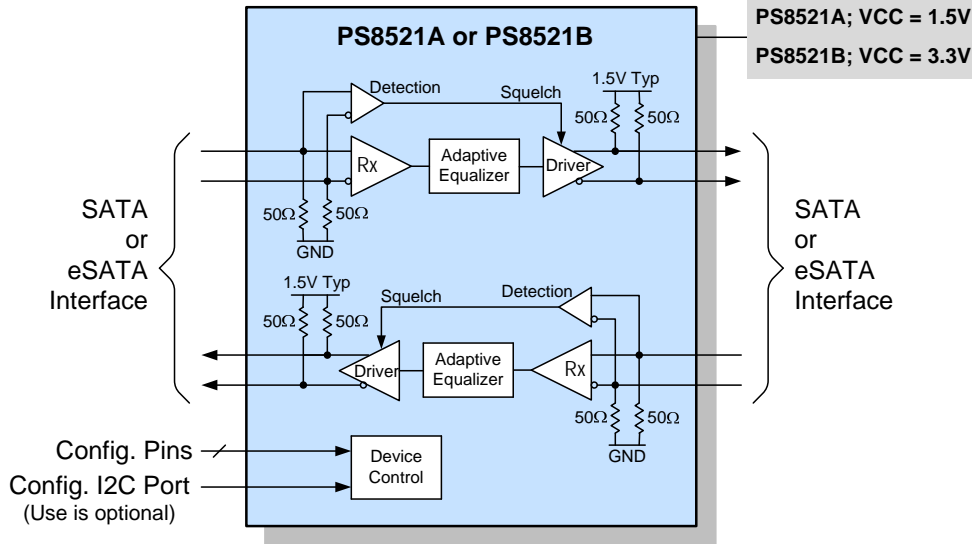 PS8521A or PS8521B
PS8521A; VCC = 1.5V
PS8521B; VCC = 3.3V
Detection
Squelch
1.5V Typ
50Ω
50Ω
Rx
Adaptive
Equalizer
Driver
50Ω
50Ω
GND
SATA
or
eSATA
Interface
SATA
or
eSATA
Interface
1.5V Typ
Squelch
Detection
50Ω
50Ω
Driver
Adaptive
Equalizer
Rx
50Ω
50Ω
GND
Config. Pins
Config. I2C Port
(Use is optional)
Device
Control